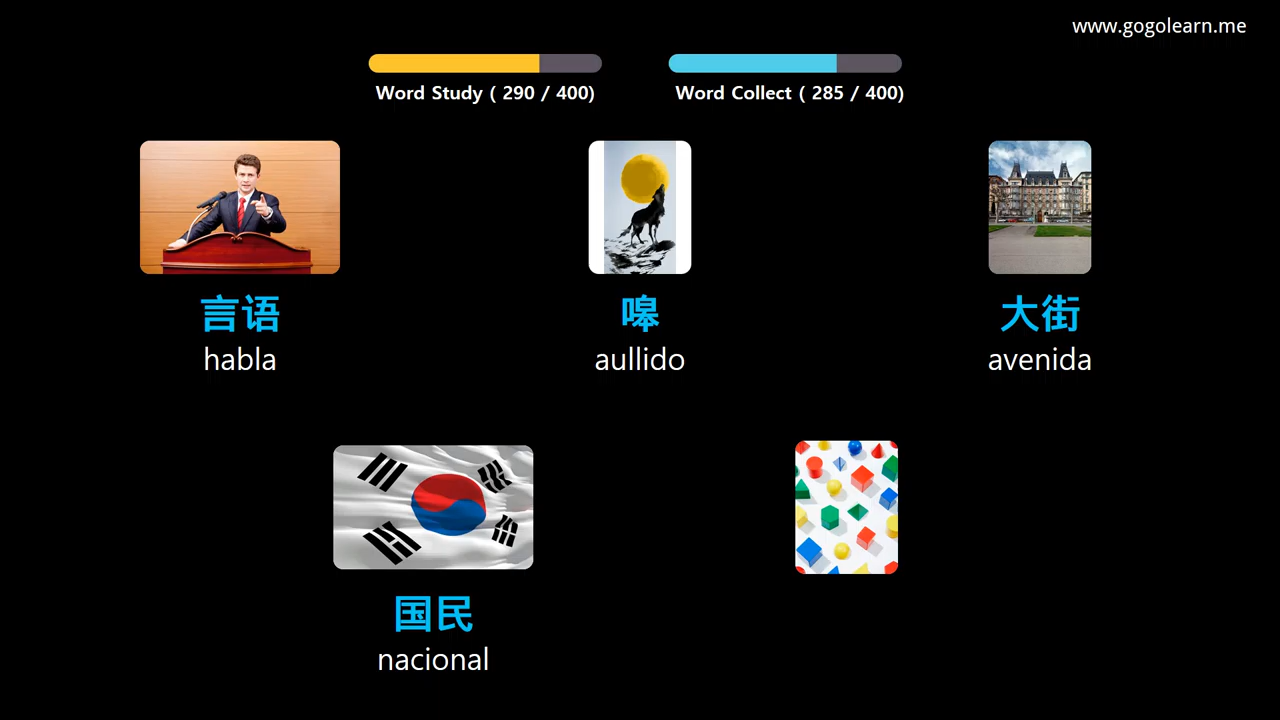 www.gogolearn.me
Word Study ( 290 / 400)
Word Collect ( 285 / 400)
言语
habla
嗥
aullido
大街
avenida
国民
nacional